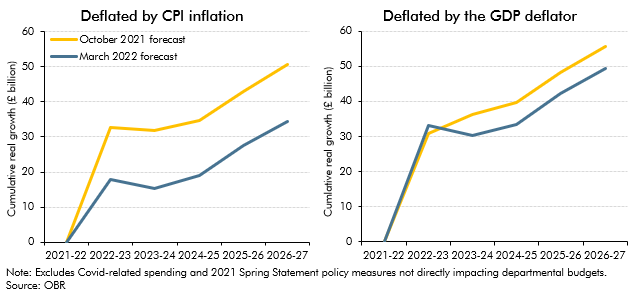 Deflated by CPI inflation
60
50
40
30
20
10
0
Cumulative real growth (£ billion)
October 2021 forecast
March 2022 forecast
2021-22 2022-23 2023-24 2024-25 2025-26 2026-27
Deflated by the GDP deflator
60
50
40
30
20
10
0
Cumulative real growth (£ billion)
2021-22 2022-23 2023-24 2024-25 2025-26 2026-27
Note: Excludes Covid-related spending and 2021 Spring Statement policy measures not directly impacting departmental budgets.
Source: OBR